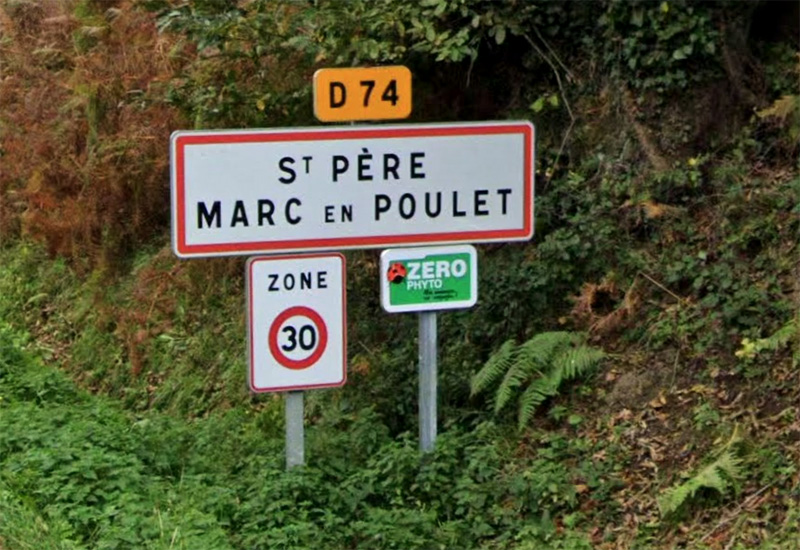 D 74
ST PÈRE
MARC EN POULET
ZONE
30
ZERO
PHYTO